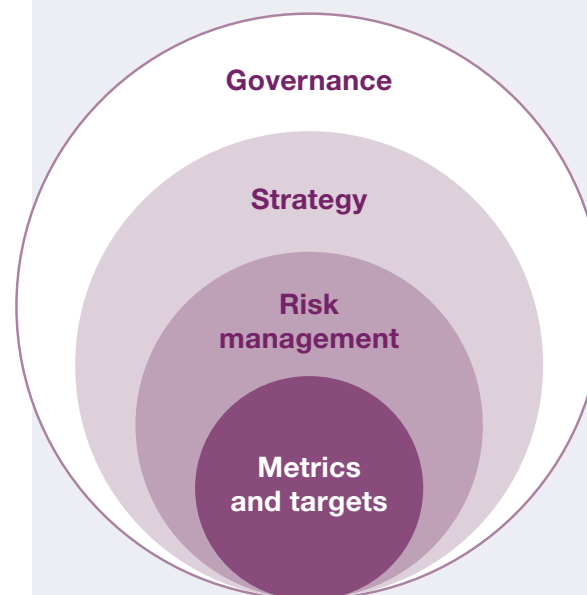 Governance
Strategy
Risk
management
Metrics
and targets